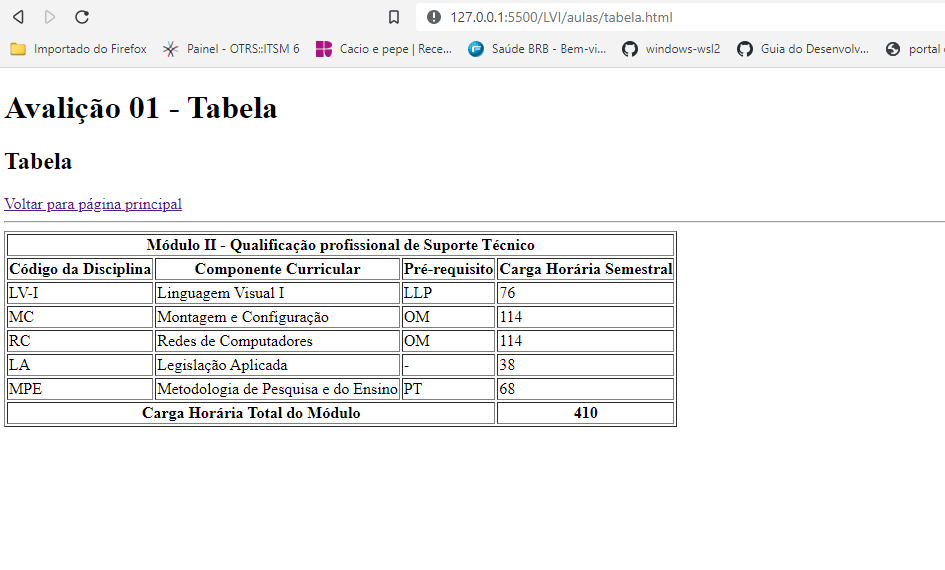 127.0.0.1:5500/LVI/aulas/tabela.html
Importado do Firefox Painel - OTRS::ITSM 6 Cacio e pepe | Rece... Saúde BRB - Bem-vi... windows-wsl2 Guia do Desenvolv... portal
Avalição 01 - Tabela
Tabela
Voltar para página principal
Módulo II - Qualificação profissional de Suporte Técnico
Código da Disciplina Componente Curricular Pré-requisito Carga Horária Semestral
LV-I Linguagem Visual I LLP 76
MC Montagem e Configuração OM 114
RC Redes de Computadores OM 114
LA Legislação Aplicada - 38
MPE Metodologia de Pesquisa e do Ensino PT 68
Carga Horária Total do Módulo 410